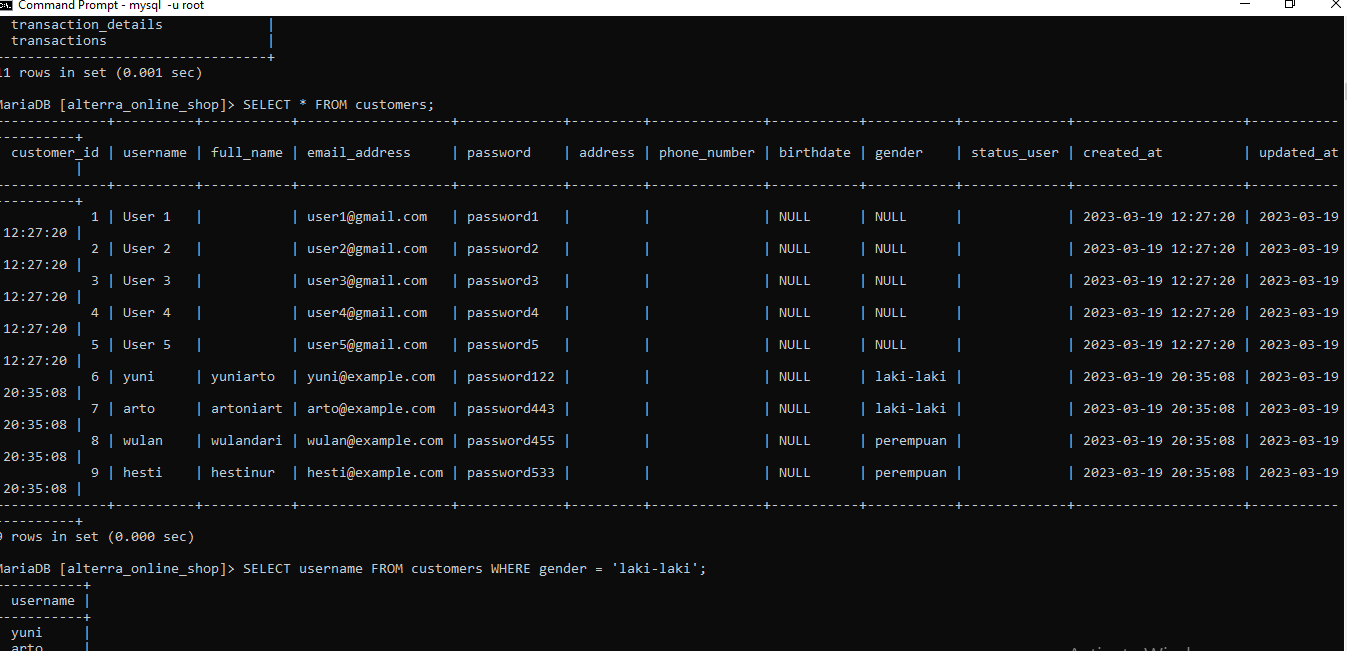 Command Prompt - mysql -u root
transaction_details |
transactions |
---------------------------------+
11 rows in set (0.001 sec)
MariaDB [alterra_online_shop]> SELECT * FROM customers;
-------------+----------+-----------+-------------------+-------------+---------+--------------+-----------+-----------+-------------+---------------------+-----------
---------+
customer_id | username | full_name | email_address | password | address | phone_number | birthdate | gender | status_user | created_at | updated_at
|
-------------+----------+-----------+-------------------+-------------+---------+--------------+-----------+-----------+-------------+---------------------+-----------
---------+
1 | User 1 | | user1@gmail.com | password1 | | | NULL | NULL | | 2023-03-19 12:27:20 | 2023-03-19
12:27:20 |
2 | User 2 | | user2@gmail.com | password2 | | | NULL | NULL | | 2023-03-19 12:27:20 | 2023-03-19
12:27:20 |
3 | User 3 | | user3@gmail.com | password3 | | | NULL | NULL | | 2023-03-19 12:27:20 | 2023-03-19
12:27:20 |
4 | User 4 | | user4@gmail.com | password4 | | | NULL | NULL | | 2023-03-19 12:27:20 | 2023-03-19
12:27:20 |
5 | User 5 | | user5@gmail.com | password5 | | | NULL | NULL | | 2023-03-19 12:27:20 | 2023-03-19
12:27:20 |
6 | yuni | yuniarto | yuni@example.com | password122 | | | NULL | laki-laki | | 2023-03-19 20:35:08 | 2023-03-19
20:35:08 |
7 | arto | artoniart | arto@example.com | password443 | | | NULL | laki-laki | | 2023-03-19 20:35:08 | 2023-03-19
20:35:08 |
8 | wulan | wulandari | wulan@example.com | password455 | | | NULL | perempuan | | 2023-03-19 20:35:08 | 2023-03-19
20:35:08 |
9 | hesti | hestinur | hesti@example.com | password533 | | | NULL | perempuan | | 2023-03-19 20:35:08 | 2023-03-19
20:35:08 |
-------------+----------+-----------+-------------------+-------------+---------+--------------+-----------+-----------+-------------+---------------------+-----------
---------+
9 rows in set (0.000 sec)
MariaDB [alterra_online_shop]> SELECT username FROM customers WHERE gender = 'laki-laki';
----------+
username |
----------+
yuni |
arto |